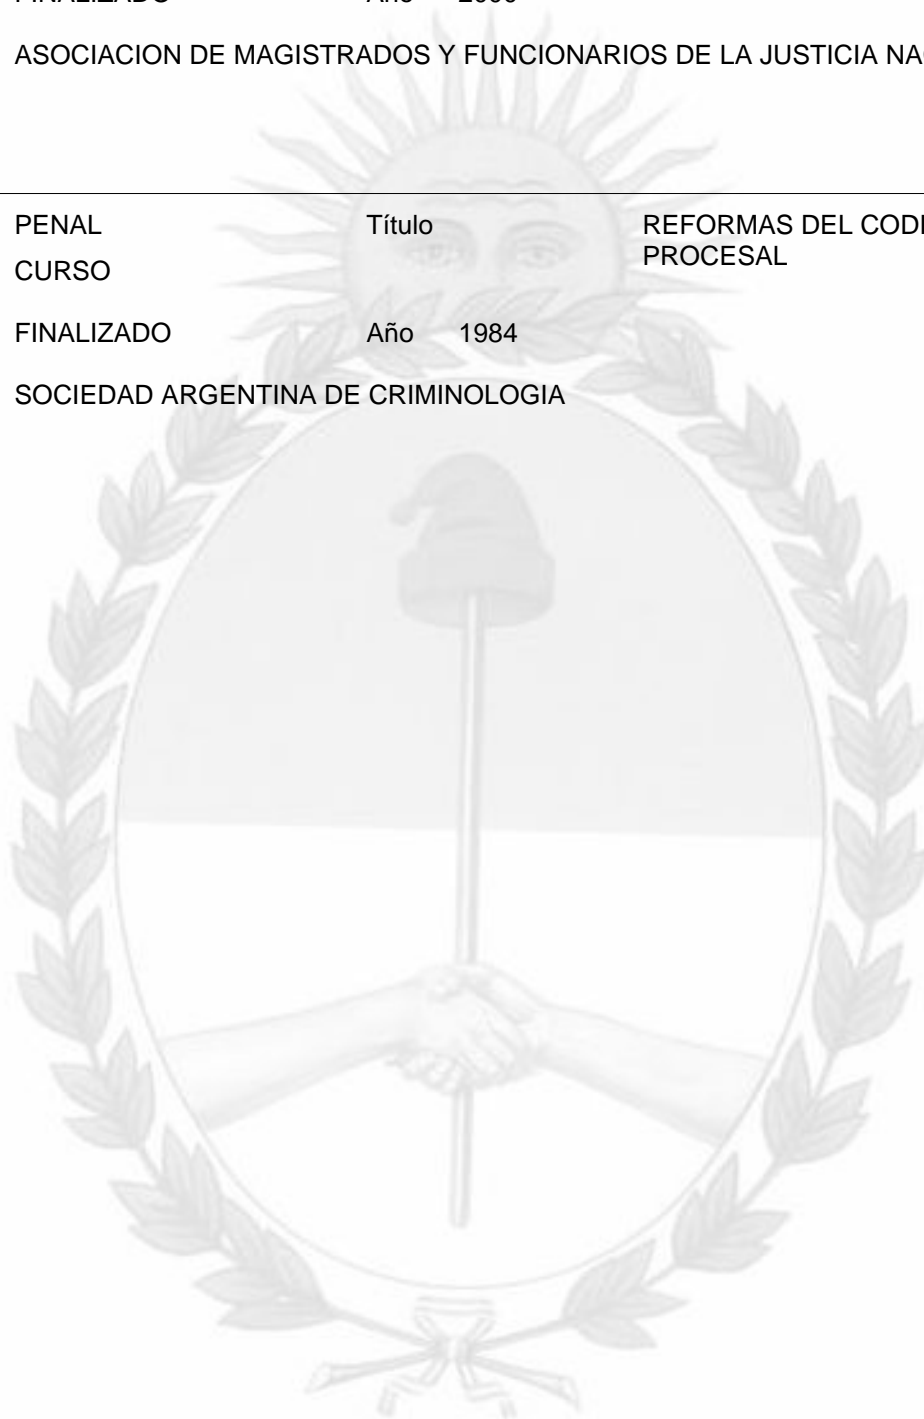 ASOCIACION DE MAGISTRADOS Y FUNCIONARIOS DE LA JUSTICIA NA
PENAL Título REFORMAS DEL CODI
CURSO PROCESAL
FINALIZADO Año 1984
SOCIEDAD ARGENTINA DE CRIMINOLOGIA